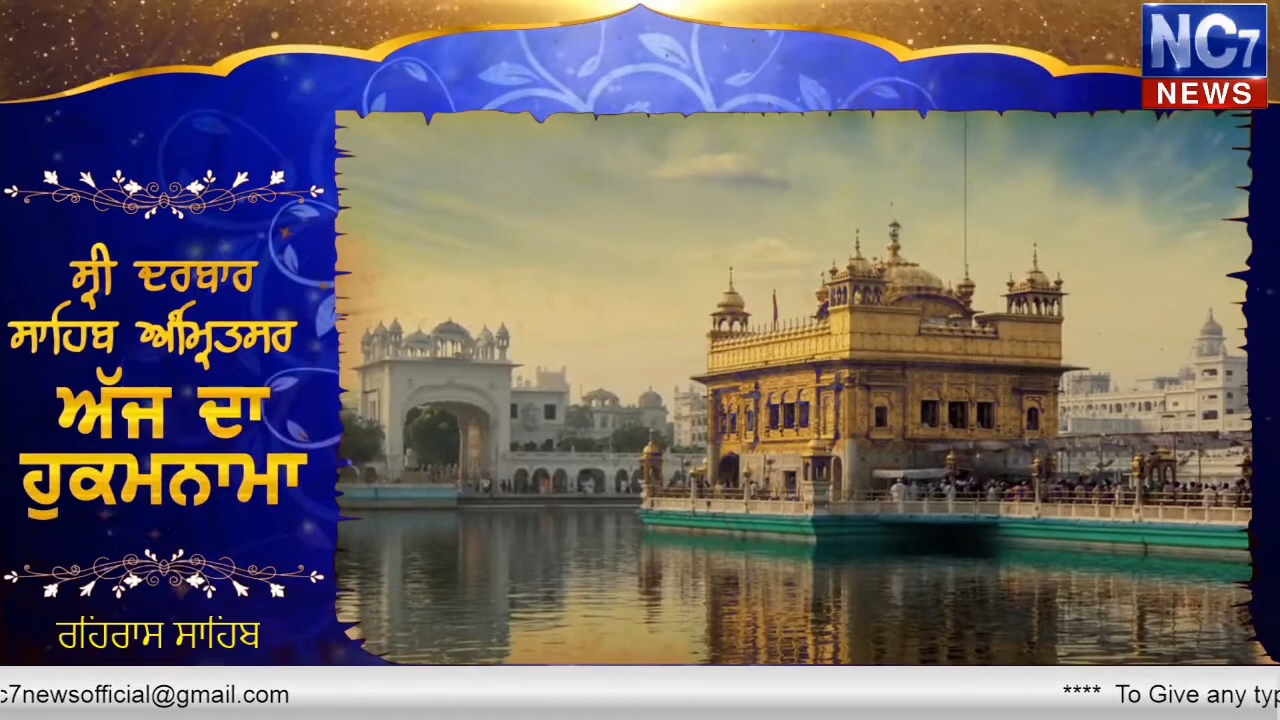 NC7
NEWS
ਸ੍ਰੀ ਦਰਬਾਰ
ਸਾਹਿਬ ਅੰਮ੍ਰਿਤਸਰ
ਅੱਜ ਦਾ
ਹੁਕਮਨਾਮਾ
ਰਹਿਰਾਸ ਸਾਹਿਬ
c7newsofficial@gmail.com **** To Give any typ